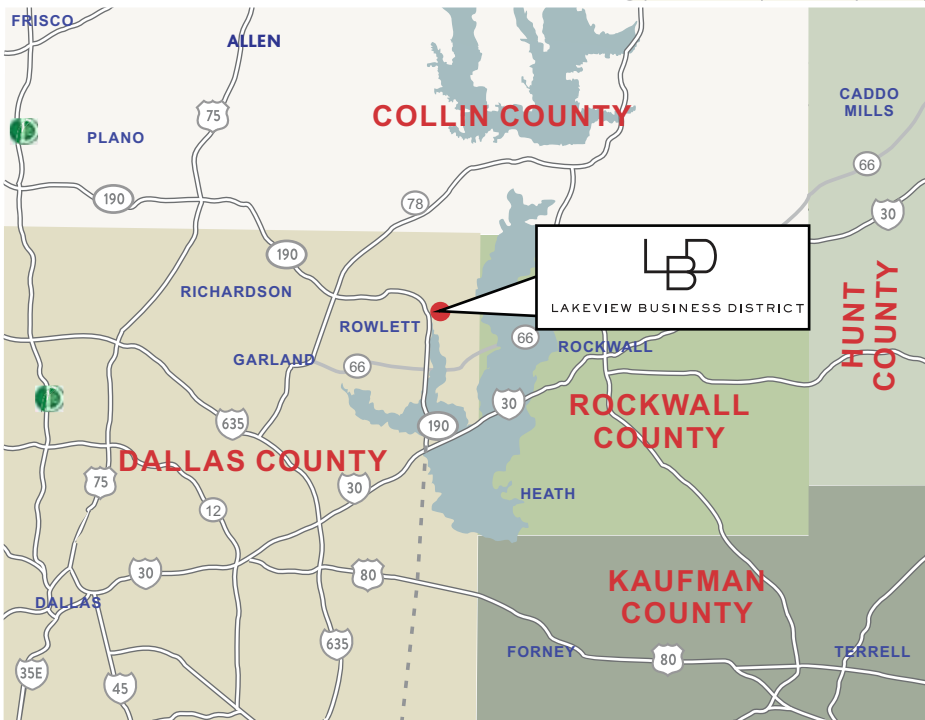 FRISCO
ALLEN
COLLIN COUNTY
CADDO
MILLS
75
PLANO
66
190
78
30
190
LBD
LAKEVIEW BUSINESS DISTRICT
RICHARDSON
ROWLETT
66
ROCKWALL
HUNT
COUNTY
GARLAND
66
30
ROCKWALL
COUNTY
635
190
DALLAS COUNTY
75
30
HEATH
12
30
80
KAUFMAN
COUNTY
DALLAS
635
FORNEY
80
TERRELL
35E
45